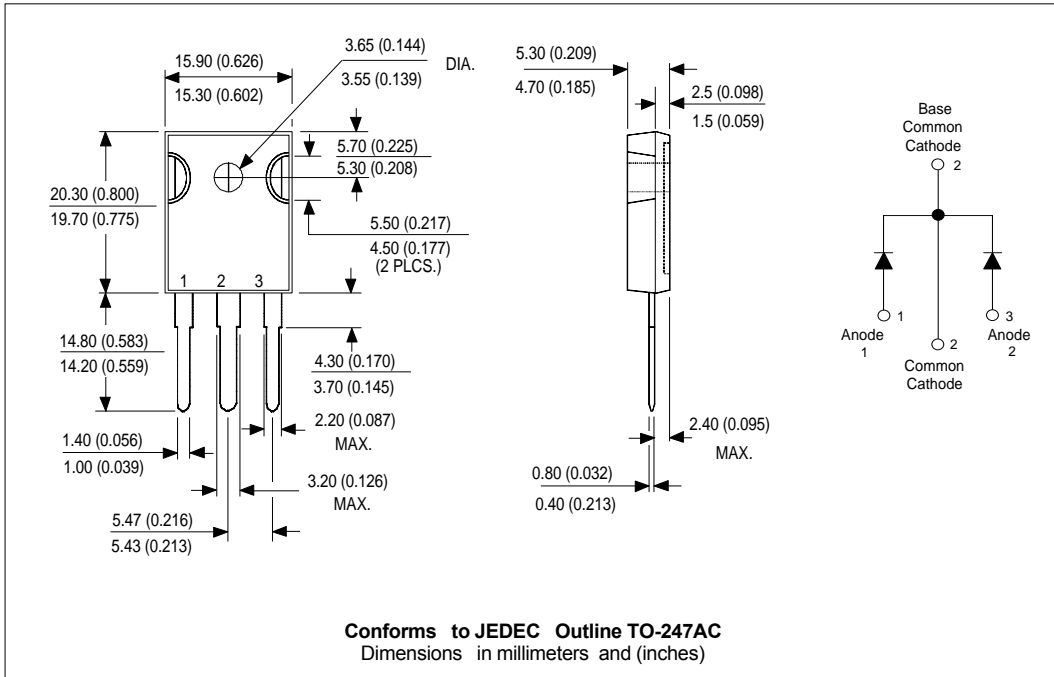 15.90 (0.626)
15.30 (0.602)
3.65 (0.144)
3.55 (0.139)
DIA.
5.70 (0.225)
5.30 (0.208)
20.30 (0.800)
19.70 (0.775)
5.50 (0.217)
4.50 (0.177)
(2 PLCS.)
1 2 3
14.80 (0.583)
14.20 (0.559)
4.30 (0.170)
3.70 (0.145)
2.20 (0.087)
MAX.
1.40 (0.056)
1.00 (0.039)
3.20 (0.126)
MAX.
5.47 (0.216)
5.43 (0.213)
5.30 (0.209)
4.70 (0.185)
2.5 (0.098)
1.5 (0.059)
2.40 (0.095)
MAX.
0.80 (0.032)
0.40 (0.213)
Base
Common
Cathode
2
1
Anode
1
2
Common
Cathode
3
Anode
2
Conforms to JEDEC Outline TO-247AC
Dimensions in millimeters and (inches)